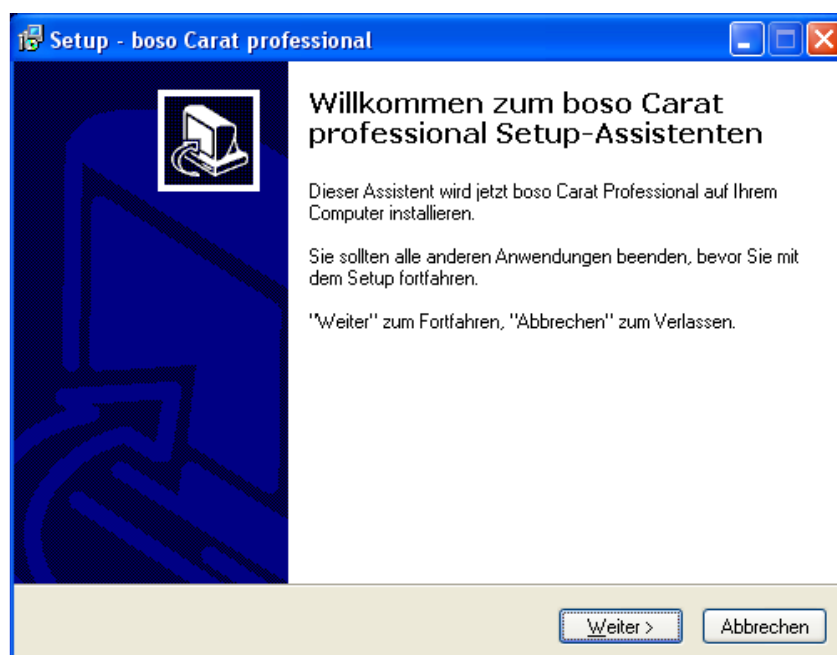 Setup - boso Carat professional
Willkommen zum boso Carat
professional Setup-Assistenten
Dieser Assistent wird jetzt boso Carat Professional auf Ihrem
Computer installieren.
Sie sollten alle anderen Anwendungen beenden, bevor Sie mit
dem Setup fortfahren.
"Weiter" zum Fortfahren, "Abbrechen" zum Verlassen.
Weiter >
Abbrechen